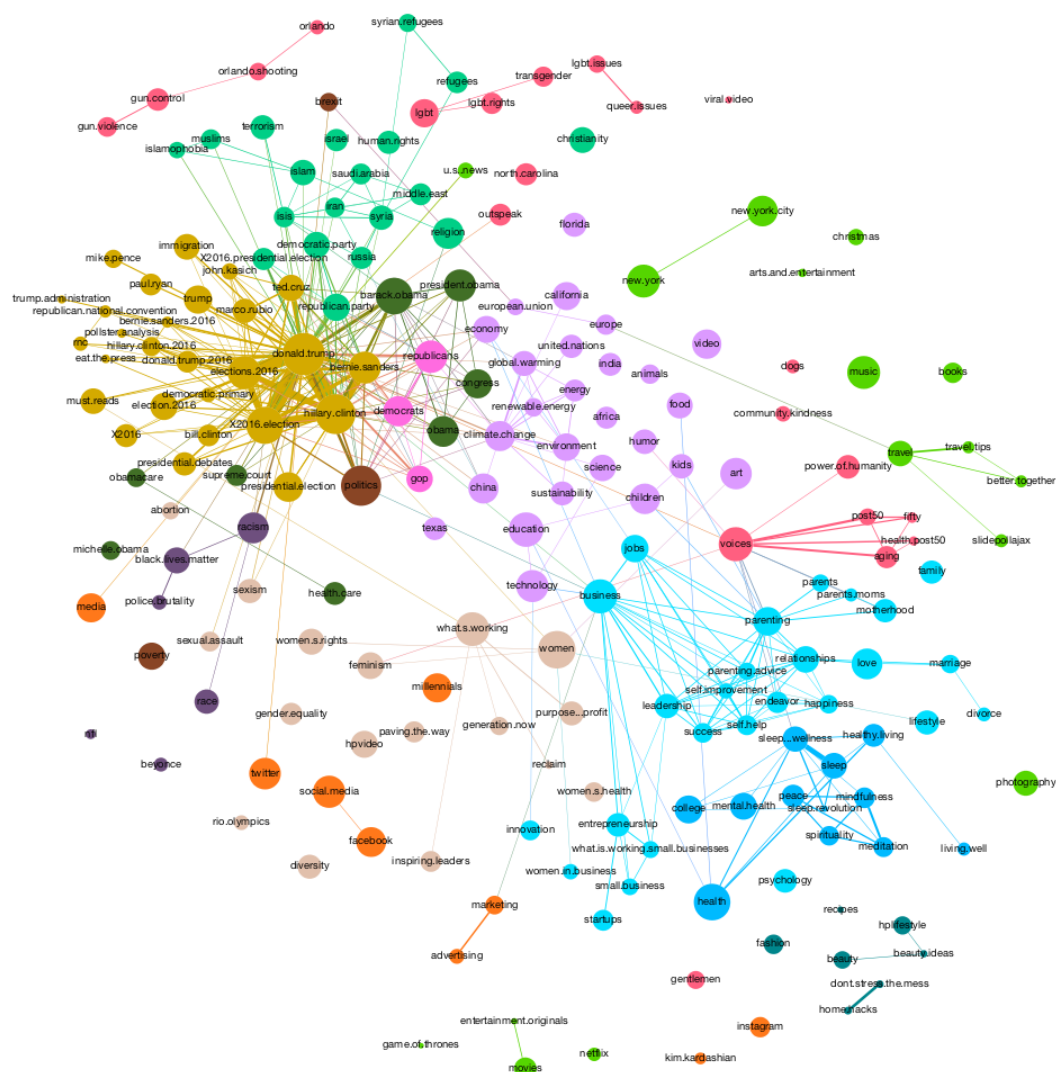 orlando
syrian.refugees
orlando.shooting
lgbt.issues
transgender
refugees
gun.control
brexit
lgbt
lgbt.rights
queer.issues
viral.video
gun.violence
terrorism
muslims
israel
human.rights
christianity
islamophobia
islam
saudi.arabia
u.s..news
north.carolina
middle.east
iran
isis
syria
outspeak
new.york.city
florida
religion
christmas
immigration
democratic.party
X2016.presidential.election
russia
mike.pence
john.kasich
arts.and.entertainment
new.york
paul.ryan
ted.cruz
president.obama
barack.obama
california
trump.administration
trump
marco.rubio
republican.party
european.union
republican.national.convention
bernie.sanders.2016
economy
europe
pollster.analysis
rnc
hillary.clinton.2016
donald.trump
republicans
united.nations
video
eat.the.press
donald.trump.2016
global.warming
india
bernie.sanders
animals
dogs
music
books
elections.2016
congress
energy
democratic.primary
must.reads
election.2016
renewable.energy
food
hillary.clinton
democrats
africa
community.kindness
X2016
bill.clinton
X2016.election
obama
climate.change
environment
humor
travel
travel.tips
presidential.debates
supreme.court
science
kids
art
power.of.humanity
obamacare
presidential.election
politics
gop
china
sustainability
children
better.together
abortion
racism
texas
education
post50
fifty
voices
jobs
health.post50
slidepollajax
michelle.obama
black.lives.matter
aging
family
sexism
technology
parents
police.brutality
health.care
business
parents.moms
media
motherhood
parenting
what.s.working
sexual.assault
women.s.rights
women
poverty
feminism
relationships
love
marriage
parenting.advice
millennials
self.improvement
race
leadership
endeavor
happiness
gender.equality
purpose...profit
generation.now
self.help
lifestyle
divorce
nfl
paving.the.way
success
sleep...wellness
healthy.living
hpvideo
beyonce
reclaim
twitter
sleep
photography
social.media
women.s.health
peace
mindfulness
college
mental.health
sleep.revolution
rio.olympics
innovation
entrepreneurship
spirituality
facebook
meditation
what.is.working.small.businesses
living.well
diversity
inspiring.leaders
women.in.business
psychology
small.business
health
marketing
startups
recipes
hplifestyle
fashion
advertising
beauty
beauty.ideas
gentlemen
dont.stress.the.mess
home.hacks
entertainment.originals
instagram
game.of.thrones
netflix
kim.kardashian
movies